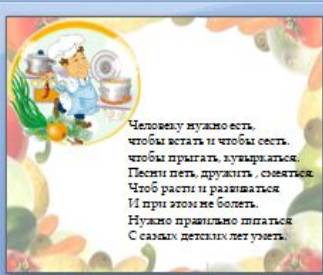 Человеку нужно есть,
чтобы встать и чтобы сесть.
чтобы прыгать, кувыркаться.
Песни петь, дружить , смеяться.
Чтоб расти и развиваться
И при этом не болеть.
Нужно правильно питаться
С самых детских лет уметь.